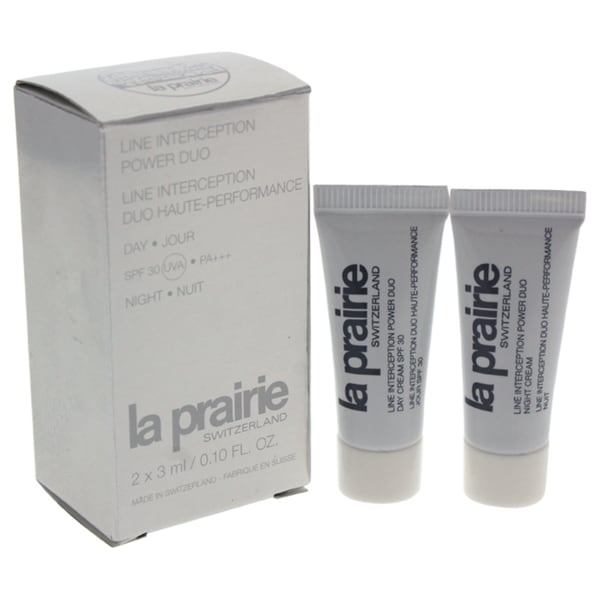 la prairie
LINE INTERCEPTION
POWER DUO
LINE INTERCEPTION
DUO HAUTE-PERFORMANCE
DAY • JOUR
SPF 30 UVA • PA+++
NIGHT • NUIT
la prairie
SWITZERLAND
2 x 3 ml / 0.10 FL. OZ.
MADE IN SWITZERLAND - FABRIQUE EN SUISSE
la prairie
SWITZERLAND
LINE INTERCEPTION POWER DUO
DAY CREAM SPF 30
LINE INTERCEPTION DUO HAUTE-PERFORMANCE
JOUR SPF 30
la prairie
SWITZERLAND
LINE INTERCEPTION POWER DUO
NIGHT CREAM
LINE INTERCEPTION DUO HAUTE-PERFORMANCE
NUIT